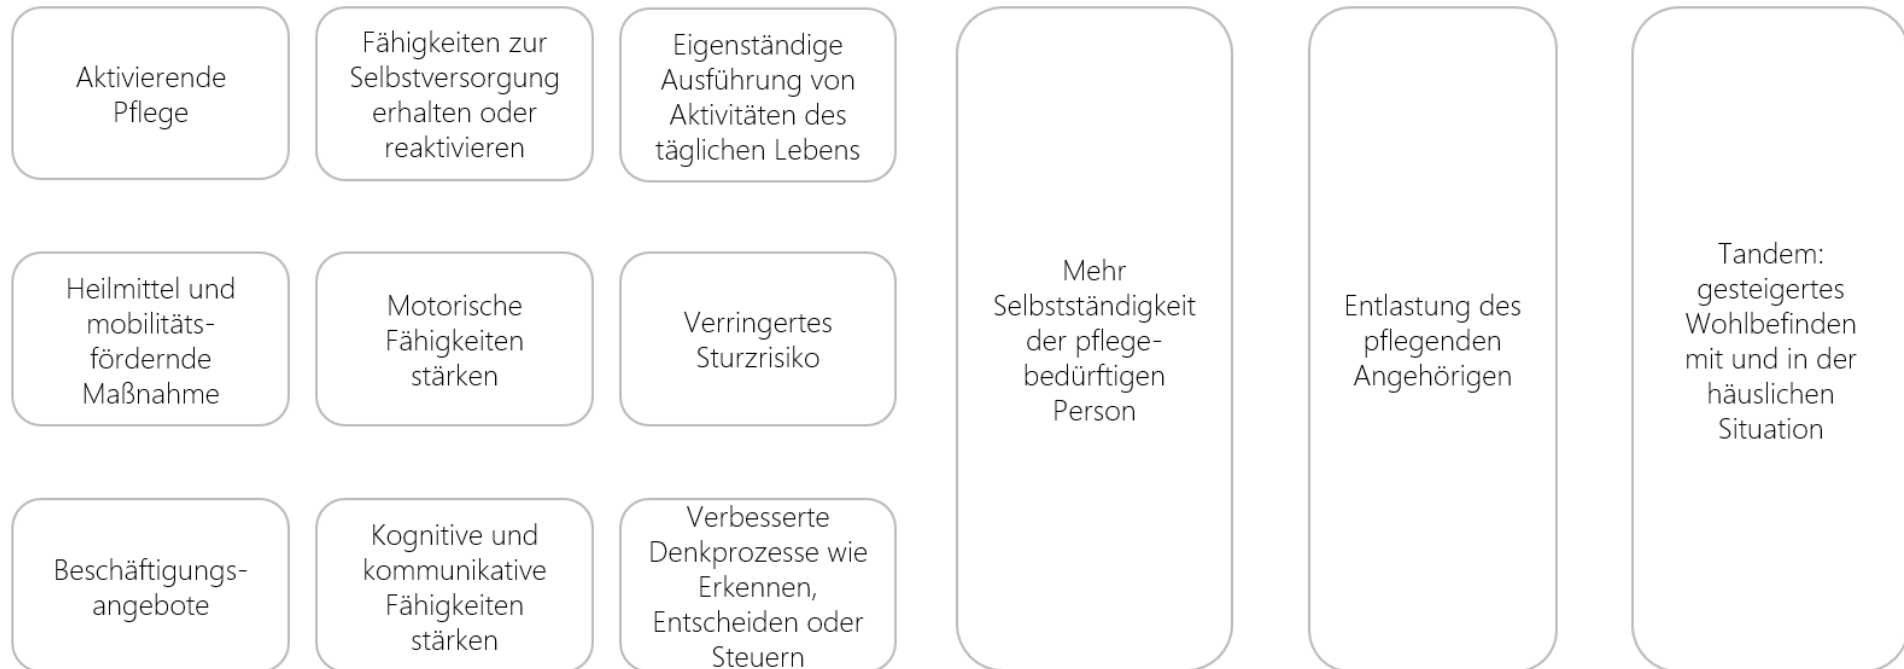 Aktivierende
Pflege
Fähigkeiten zur
Selbstversorgung
erhalten oder
reaktivieren
Eigenständige
Ausführung von
Aktivitäten des
täglichen Lebens
Heilmittel und
mobilitäts-
fördernde
Maßnahme
Motorische
Fähigkeiten
stärken
Verringertes
Sturzrisiko
Beschäftigungs-
angebote
Kognitive und
kommunikative
Fähigkeiten
stärken
Verbesserte
Denkprozesse wie
Erkennen,
Entscheiden oder
Steuern
Mehr
Selbstständigkeit
der pflege-
bedürftigen
Person
Entlastung des
pflegenden
Angehörigen
Tandem:
gesteigertes
Wohlbefinden
mit und in der
häuslichen
Situation